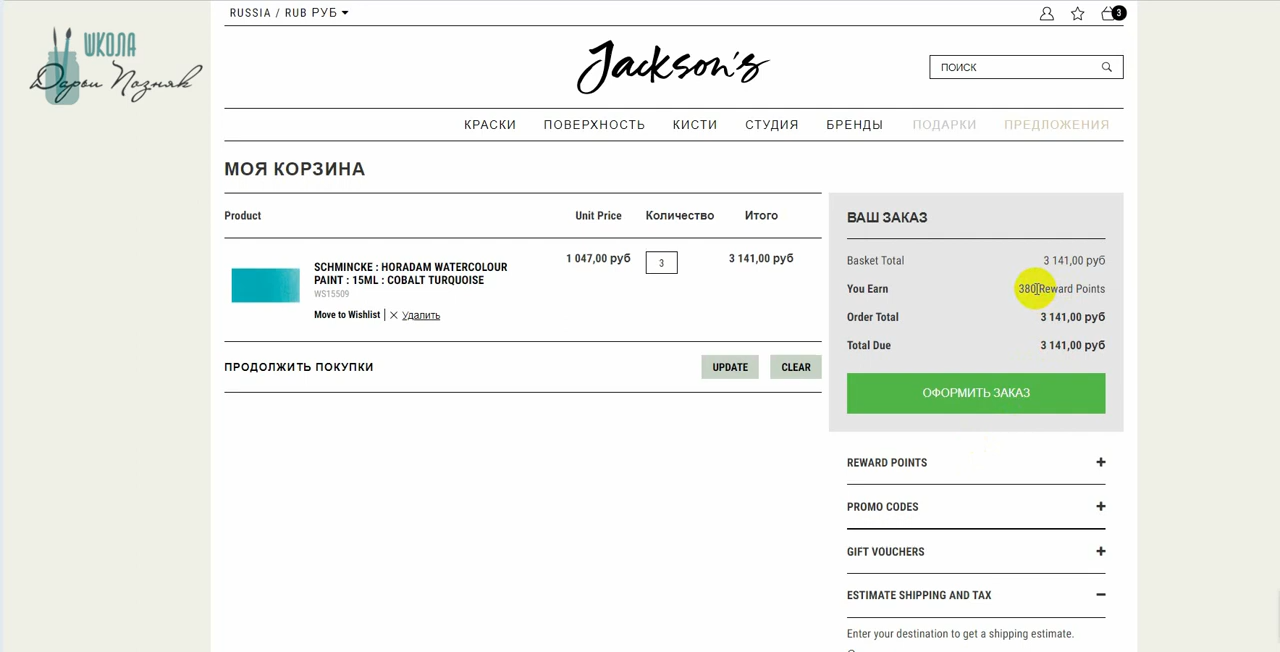 RUSSIA / RUB РУБ
3
ШКОЛА
Дарьи Позняк
Jackson's
ПОИСК
КРАСКИ ПОВЕРХНОСТЬ КИСТИ СТУДИЯ БРЕНДЫ ПОДАРКИ ПРЕДЛОЖЕНИЯ
МОЯ КОРЗИНА
Product Unit Price Количество Итого
SCHMINCKE : HORADAM WATERCOLOUR
PAINT : 15ML : COBALT TURQUOISE
WS15509
1 047,00 руб 3 3 141,00 руб
Move to Wishlist | × Удалить
ПРОДОЛЖИТЬ ПОКУПКИ UPDATE CLEAR
ВАШ ЗАКАЗ
Basket Total 3 141,00 руб
You Earn 380 Reward Points
Order Total 3 141,00 руб
Total Due 3 141,00 руб
ОФОРМИТЬ ЗАКАЗ
REWARD POINTS +
PROMO CODES +
GIFT VOUCHERS +
ESTIMATE SHIPPING AND TAX −
Enter your destination to get a shipping estimate.